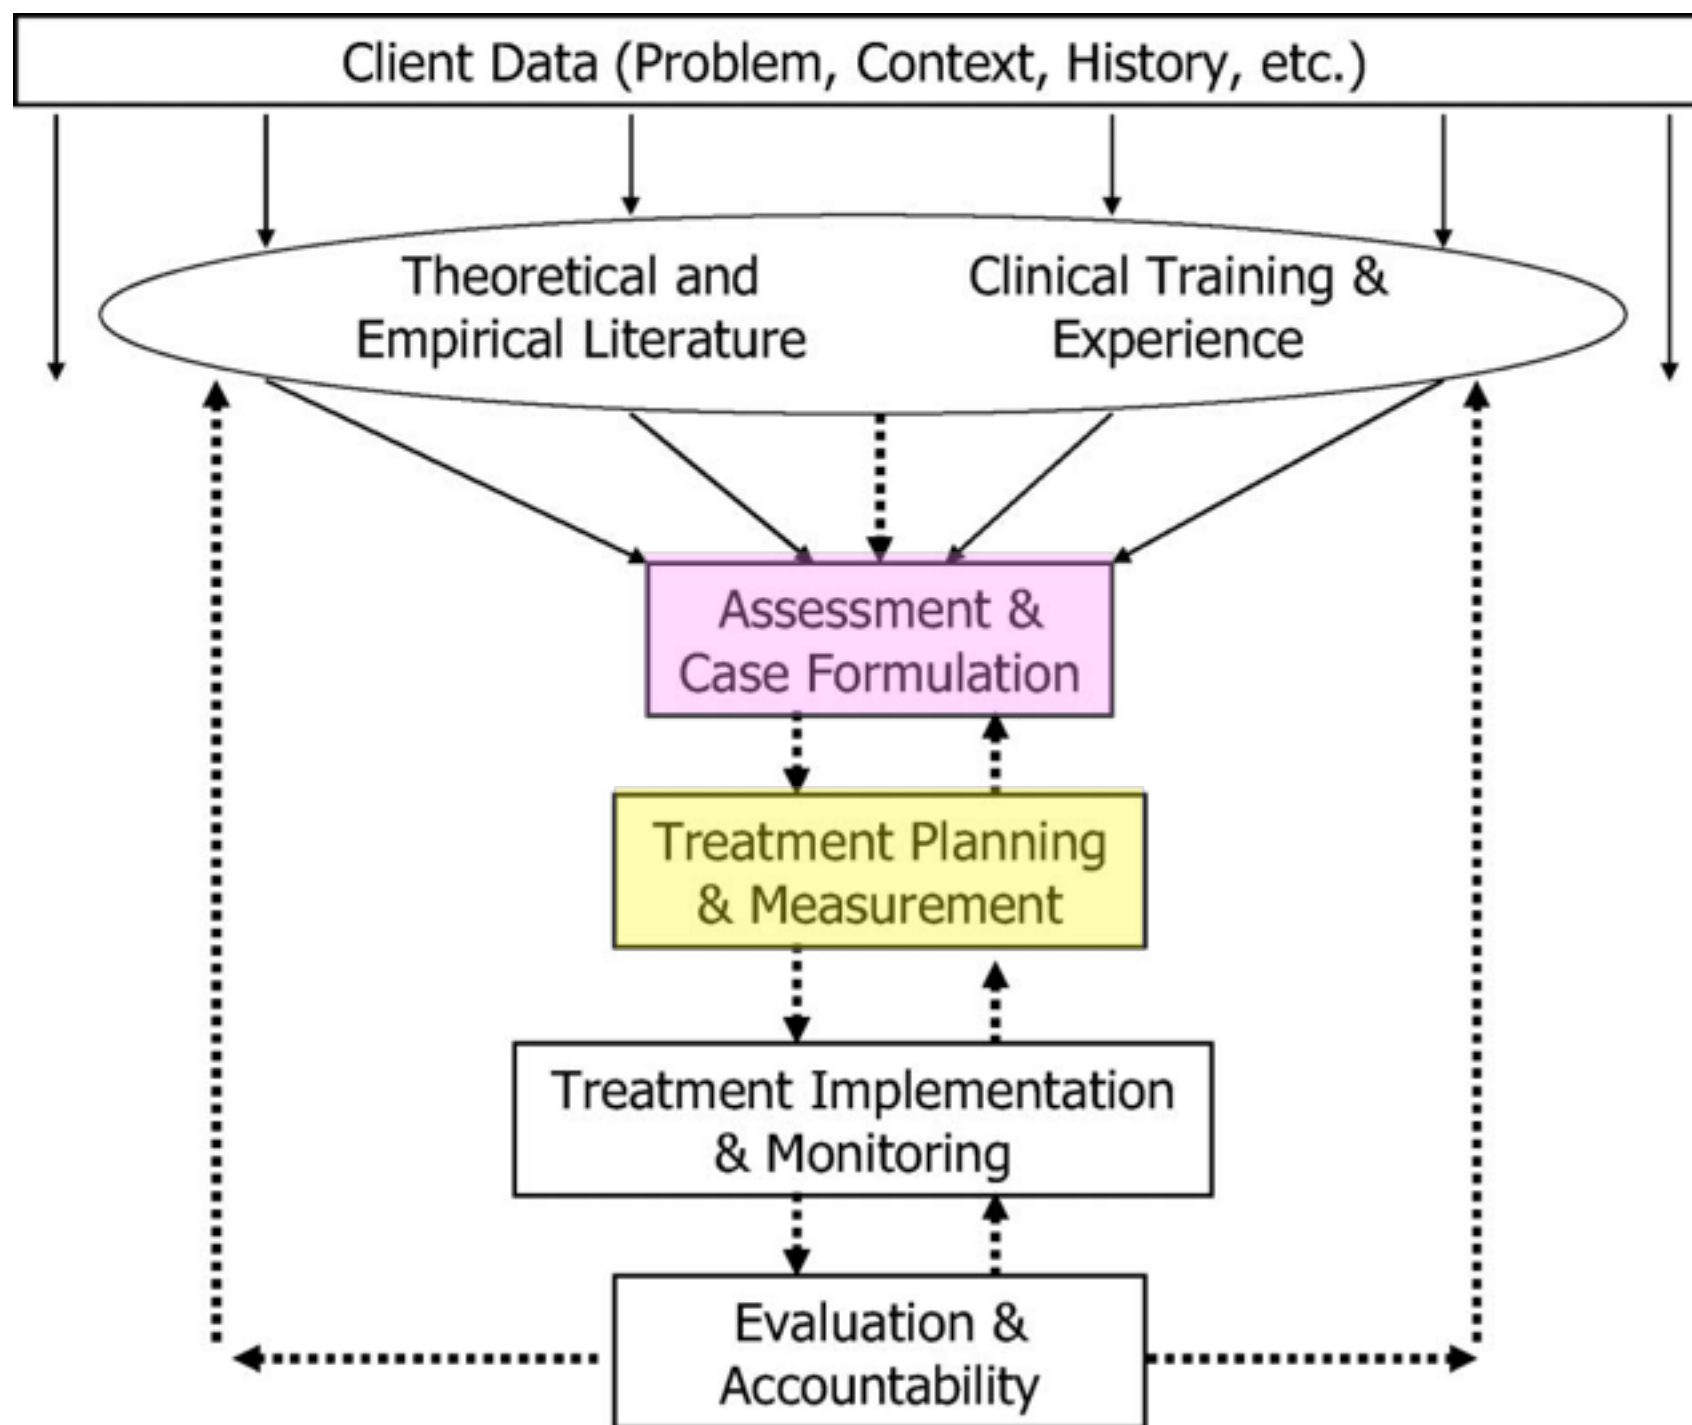 Client Data (Problem, Context, History, etc.)
Theoretical and
Empirical Literature
Clinical Training &
Experience
Assessment &
Case Formulation
Treatment Planning
& Measurement
Treatment Implementation
& Monitoring
Evaluation &
Accountability